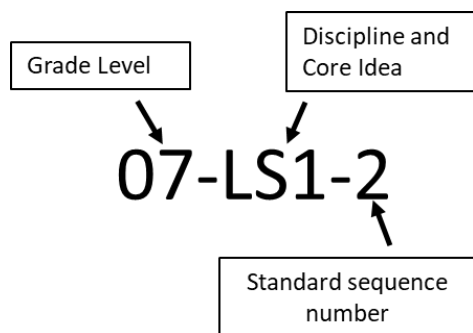 Discipline and
Core Idea
Grade Level
07-LS1-2
Standard sequence
number